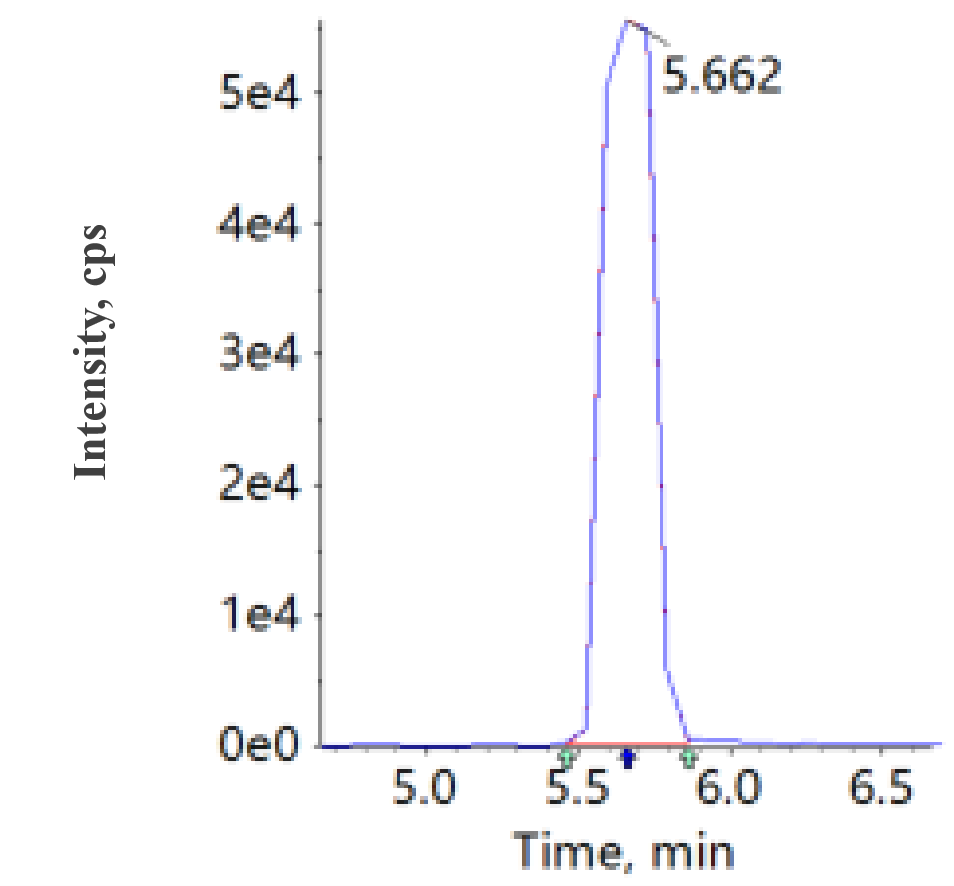 5.662
5e4
4e4
3e4
2e4
1e4
0e0
Intensity, cps
5.0 5.5 6.0 6.5
Time, min